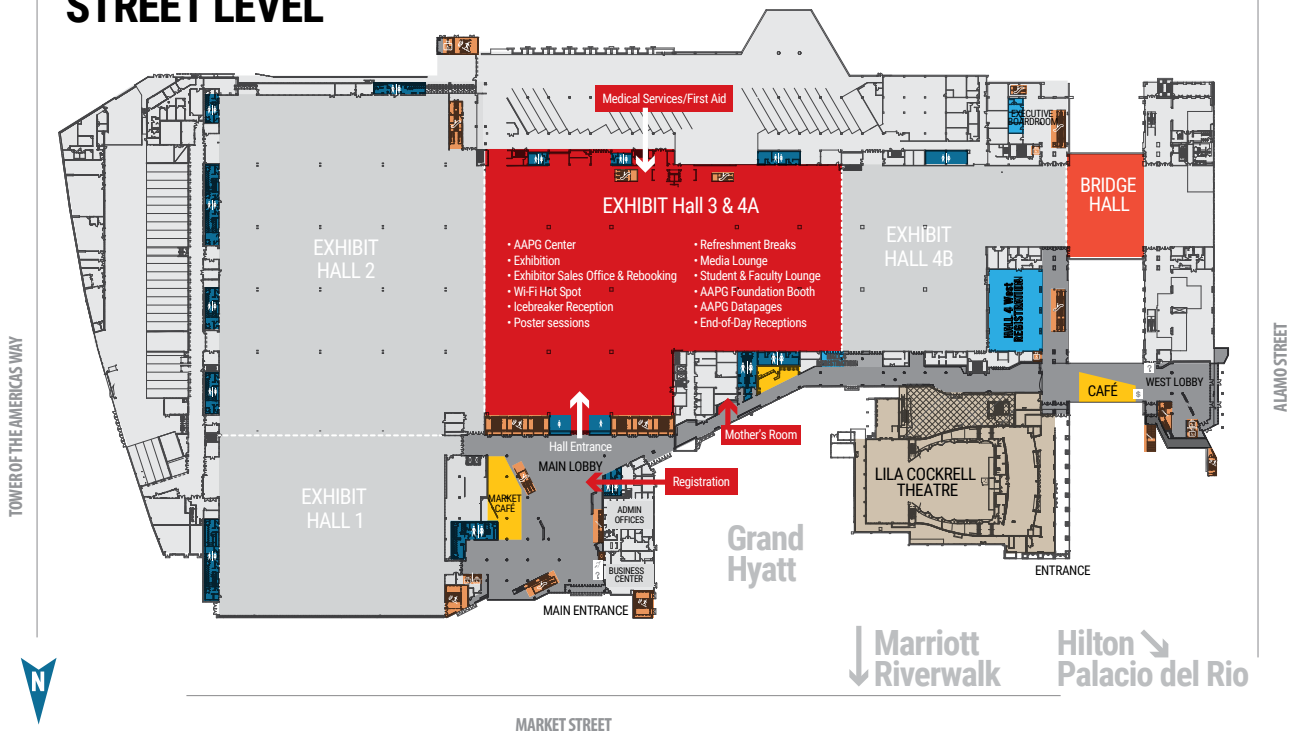 STREET LEVEL
Medical Services/First Aid
EXECUTIVE
BOARDROOM
BRIDGE
HALL
EXHIBIT Hall 3 & 4A
• AAPG Center
• Exhibition
• Exhibitor Sales Office & Rebooking
• Wi-Fi Hot Spot
• Icebreaker Reception
• Poster sessions
• Refreshment Breaks
• Media Lounge
• Student & Faculty Lounge
• AAPG Foundation Booth
• AAPG Datapages
• End-of-Day Receptions
EXHIBIT
HALL 2
EXHIBIT
HALL 4B
HALL 4 West
REGISTRATION
TOWER OF THE AMERICAS WAY
ALAMO STREET
?
WEST LOBBY
CAFÉ
$
Mother's Room
Hall Entrance
MAIN LOBBY
Registration
LILA COCKRELL
THEATRE
EXHIBIT
HALL 1
MARKET
CAFÉ
ADMIN
OFFICES
Grand
Hyatt
BUSINESS
CENTER
?
ENTRANCE
MAIN ENTRANCE
Marriott
Riverwalk
Hilton
Palacio del Rio
N
MARKET STREET